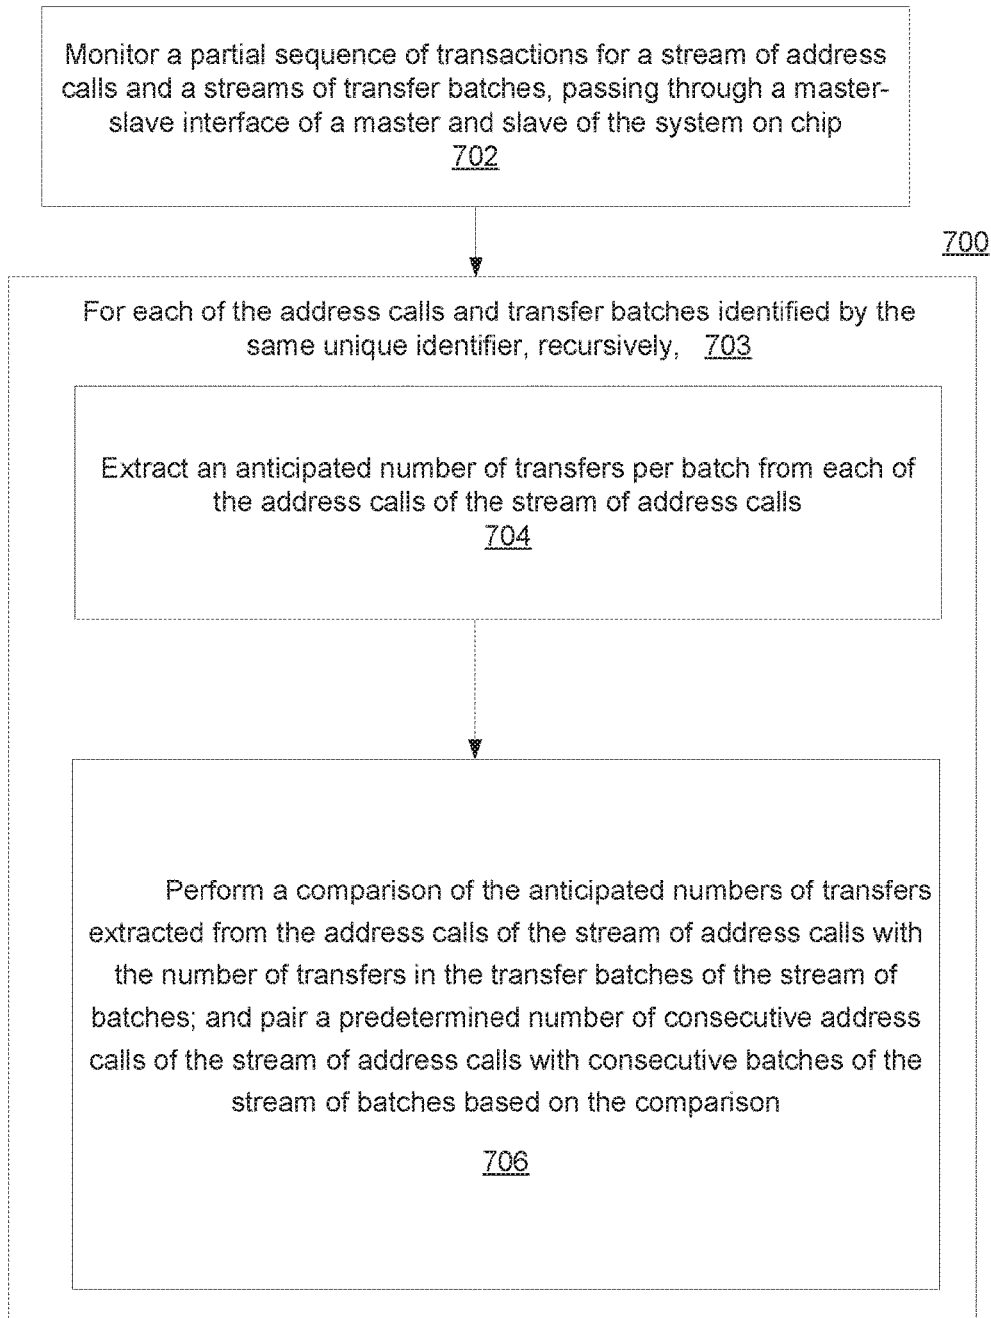 Monitor a partial sequence of transactions for a stream of address
calls and a streams of transfer batches, passing through a master-
slave interface of a master and slave of the system on chip
702
700
For each of the address calls and transfer batches identified by the
same unique identifier, recursively, 703
Extract an anticipated number of transfers per batch from each of
the address calls of the stream of address calls
704
Perform a comparison of the anticipated numbers of transfers
extracted from the address calls of the stream of address calls with
the number of transfers in the transfer batches of the stream of
batches; and pair a predetermined number of consecutive address
calls of the stream of address calls with consecutive batches of the
stream of batches based on the comparison
706